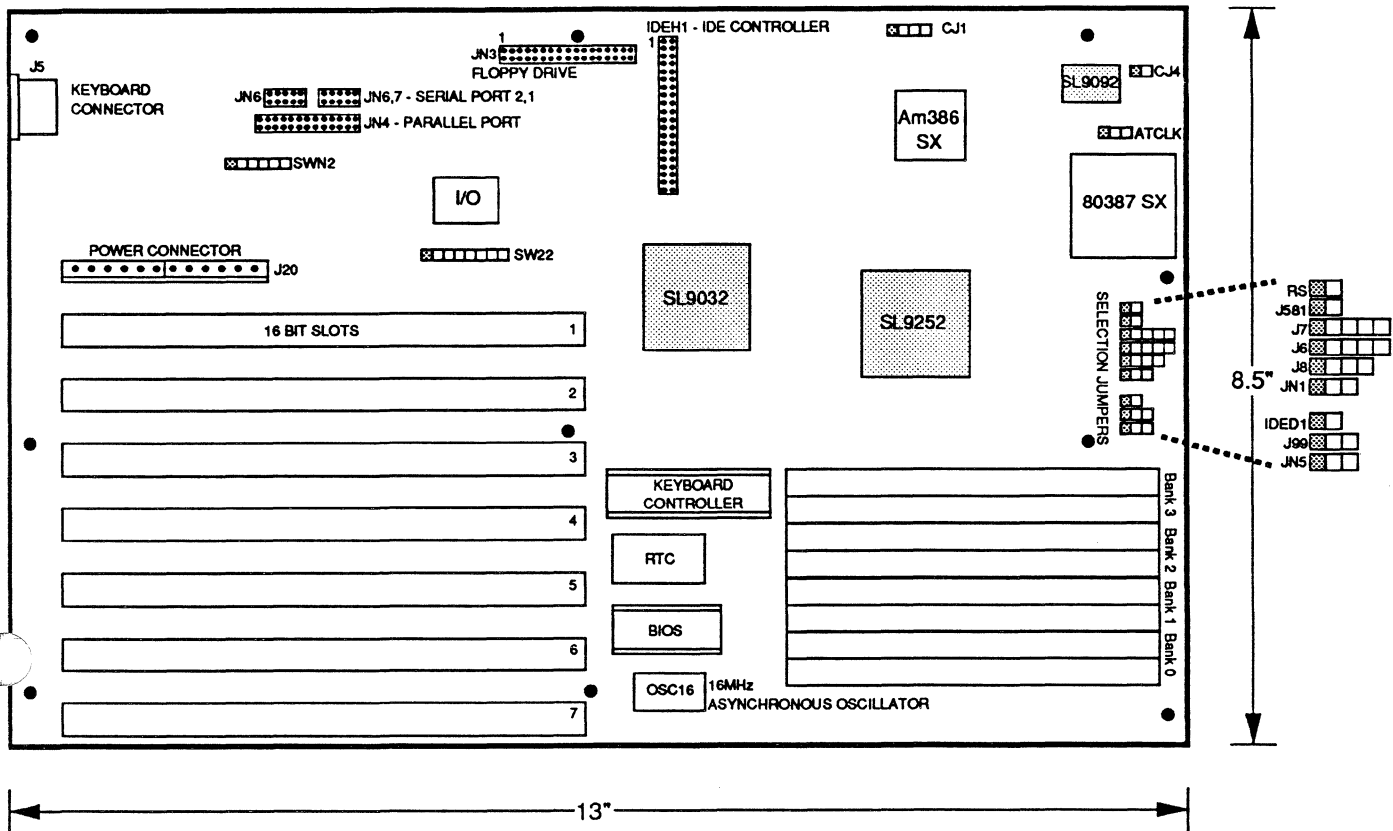 IDEH1 - IDE CONTROLLER
1
CJ1
1
JN3
FLOPPY DRIVE
J5
KEYBOARD
CONNECTOR
JN6
JN6,7 - SERIAL PORT 2,1
JN4 - PARALLEL PORT
SWN2
I/O
SL9092
CJ4
Am386
SX
ATCLK
80387 SX
POWER CONNECTOR
J20
SW22
SL9032
SL9252
SELECTION JUMPERS
RS
J581
J7
J6
J8
JN1
IDED1
J99
JN5
8.5"
16 BIT SLOTS
1
2
3
4
5
6
7
KEYBOARD
CONTROLLER
RTC
BIOS
OSC16
16MHz
ASYNCHRONOUS OSCILLATOR
Bank 3
Bank 2
Bank 1
Bank 0
13"